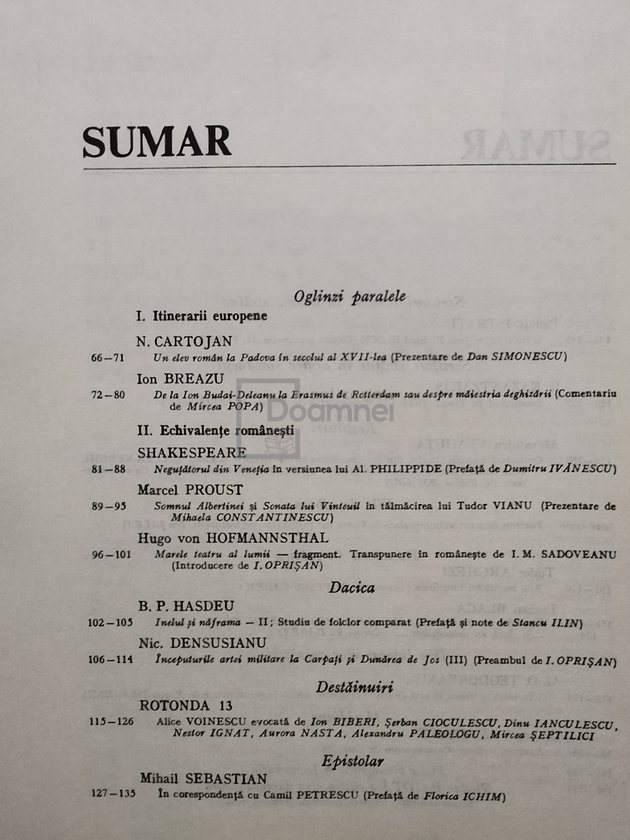 SUMAR
Oglinzi paralele
I. Itinerarii europene
N. CARTOJAN
66—71 Un elev român la Padova în secolul al XVII-lea (Prezentare de Dan SIMONESCU)
Ion BREAZU
72—80 De la Ion Budai-Deleanu la Erasmus de Rotterdam sau despre măiestria deghizării (Comentariu
de Mircea POPA)
Doamnei
II. Echivalențe românești
SHAKESPEARE
81—88 Neguțătorul din Veneția în versiunea lui Al. PHILIPPIDE (Prefață de Dumitru IVĂNESCU)
Marcel PROUST
89—95 Somnul Albertinei și Sonata lui Vinteuil în tălmăcirea lui Tudor VIANU (Prezentare de
Mihaela CONSTANTINESCU)
Hugo von HOFMANNSTHAL
96—101 Marele teatru al lumii — fragment. Transpunere în românește de I. M. SADOVEANU
(Introducere de I. OPRIȘAN)
Dacica
B. P. HASDEU
102—105 Inelul și năframa — II; Studiu de folclor comparat (Prefață și note de Stancu ILIN)
Nic. DENSUSIANU
106—114 Începuturile artei militare la Carpați și Dunărea de Jos (III) (Preambul de I. OPRIȘAN)
Destăinuiri
ROTONDA 13
115—126 Alice VOINESCU evocată de Ion BIBERI, Șerban CIOCULESCU, Dinu IANCULESCU,
Nestor IGNAT, Aurora NASTA, Alexandru PALEOLOGU, Mircea ȘEPTILICI
Epistolar
Mihail SEBASTIAN
127—135 În corespondență cu Camil PETRESCU (Prefață de Florica ICHIM)